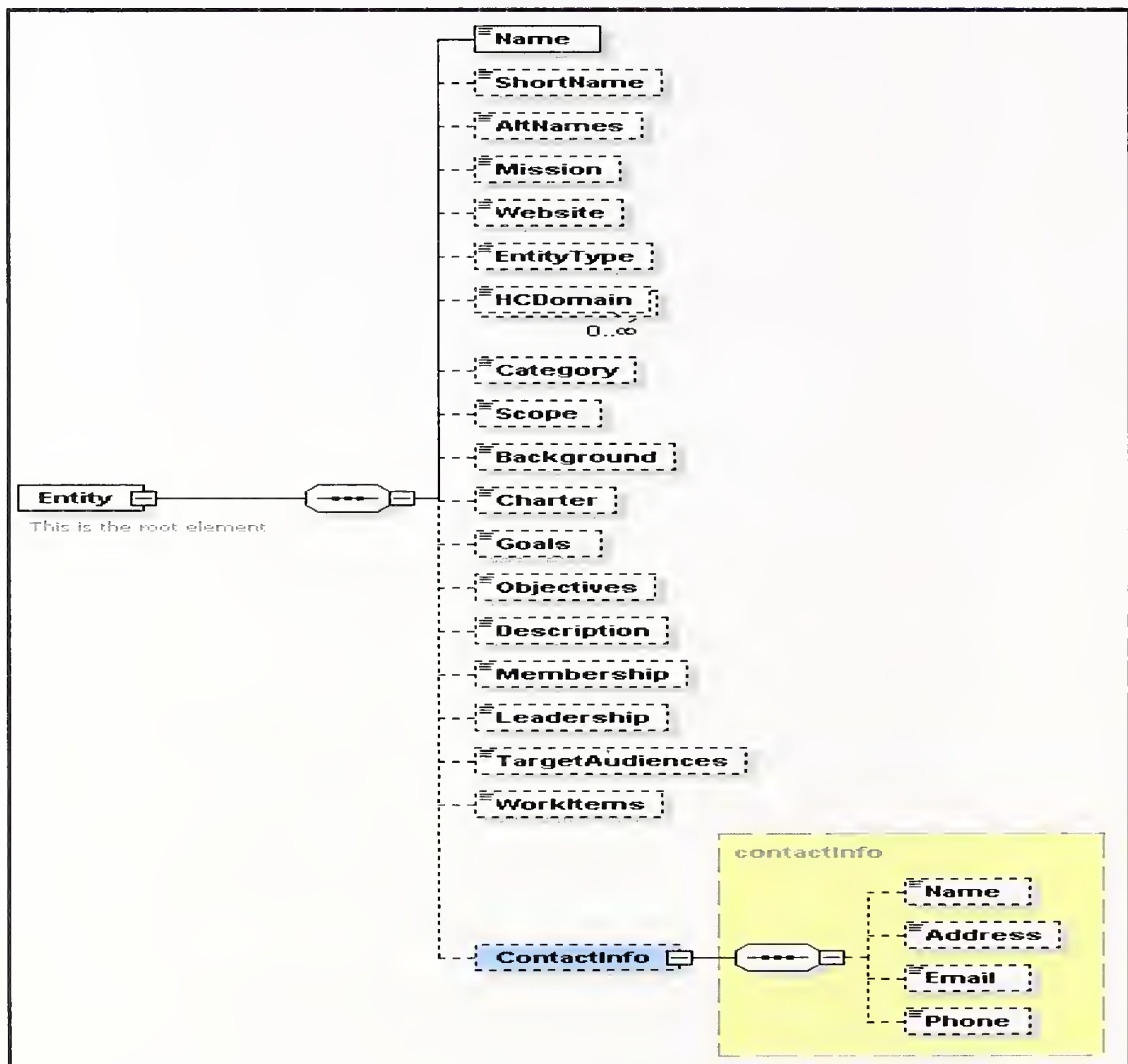 Name
ShortName
AltNames
Mission
Website
EntityType
HCDomain
0..∞
Category
Scope
Background
Entity
Charter
This is the root element
Goals
Objectives
Description
Membership
Leadership
TargetAudiences
WorkItems
contactInfo
Name
Address
ContactInfo
Email
Phone